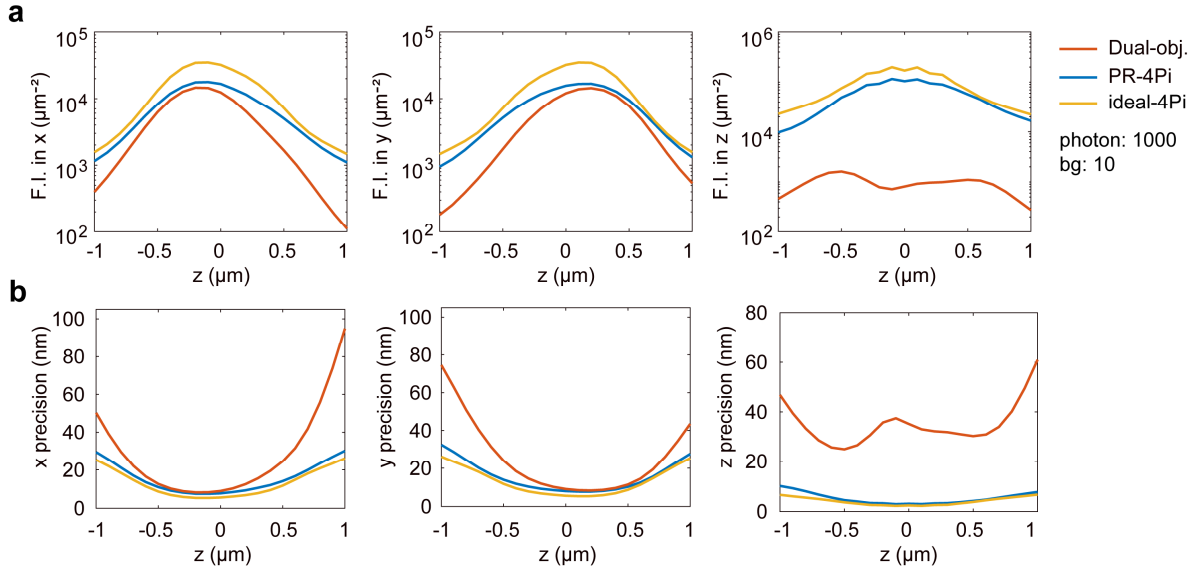 a
F.I. in x (µm⁻²)
10⁵
10⁴
10³
10²
-1 -0.5 0 0.5 1
z (µm)
F.I. in y (µm⁻²)
10⁵
10⁴
10³
10²
-1 -0.5 0 0.5 1
z (µm)
F.I. in z (µm⁻²)
10⁶
10⁴
10²
-1 -0.5 0 0.5 1
z (µm)
Dual-obj.
PR-4Pi
ideal-4Pi
photon: 1000
bg: 10
b
x precision (nm)
100
80
60
40
20
0
-1 -0.5 0 0.5 1
z (µm)
y precision (nm)
100
80
60
40
20
0
-1 -0.5 0 0.5 1
z (µm)
z precision (nm)
80
60
40
20
0
-1 -0.5 0 0.5 1
z (µm)